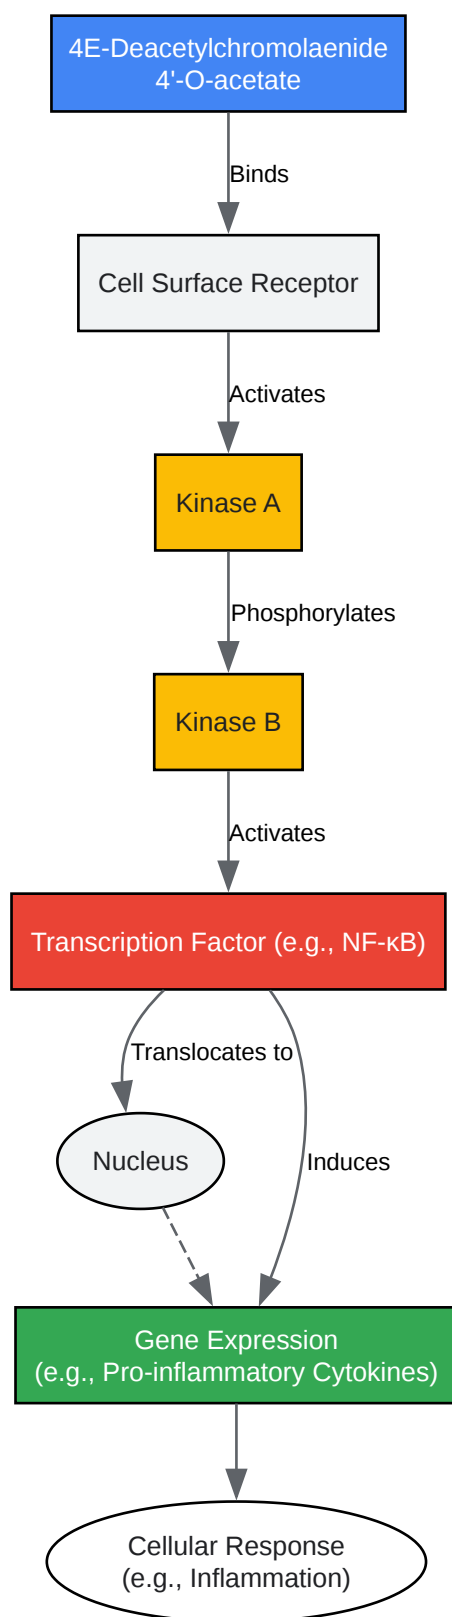 4E-Deacetylchromolaenide
4'-O-acetate
Binds
Cell Surface Receptor
Activates
Kinase A
Phosphorylates
Kinase B
Activates
Transcription Factor (e.g., NF-κB)
Translocates to
Nucleus
Induces
Gene Expression
(e.g., Pro-inflammatory Cytokines)
Cellular Response
(e.g., Inflammation)